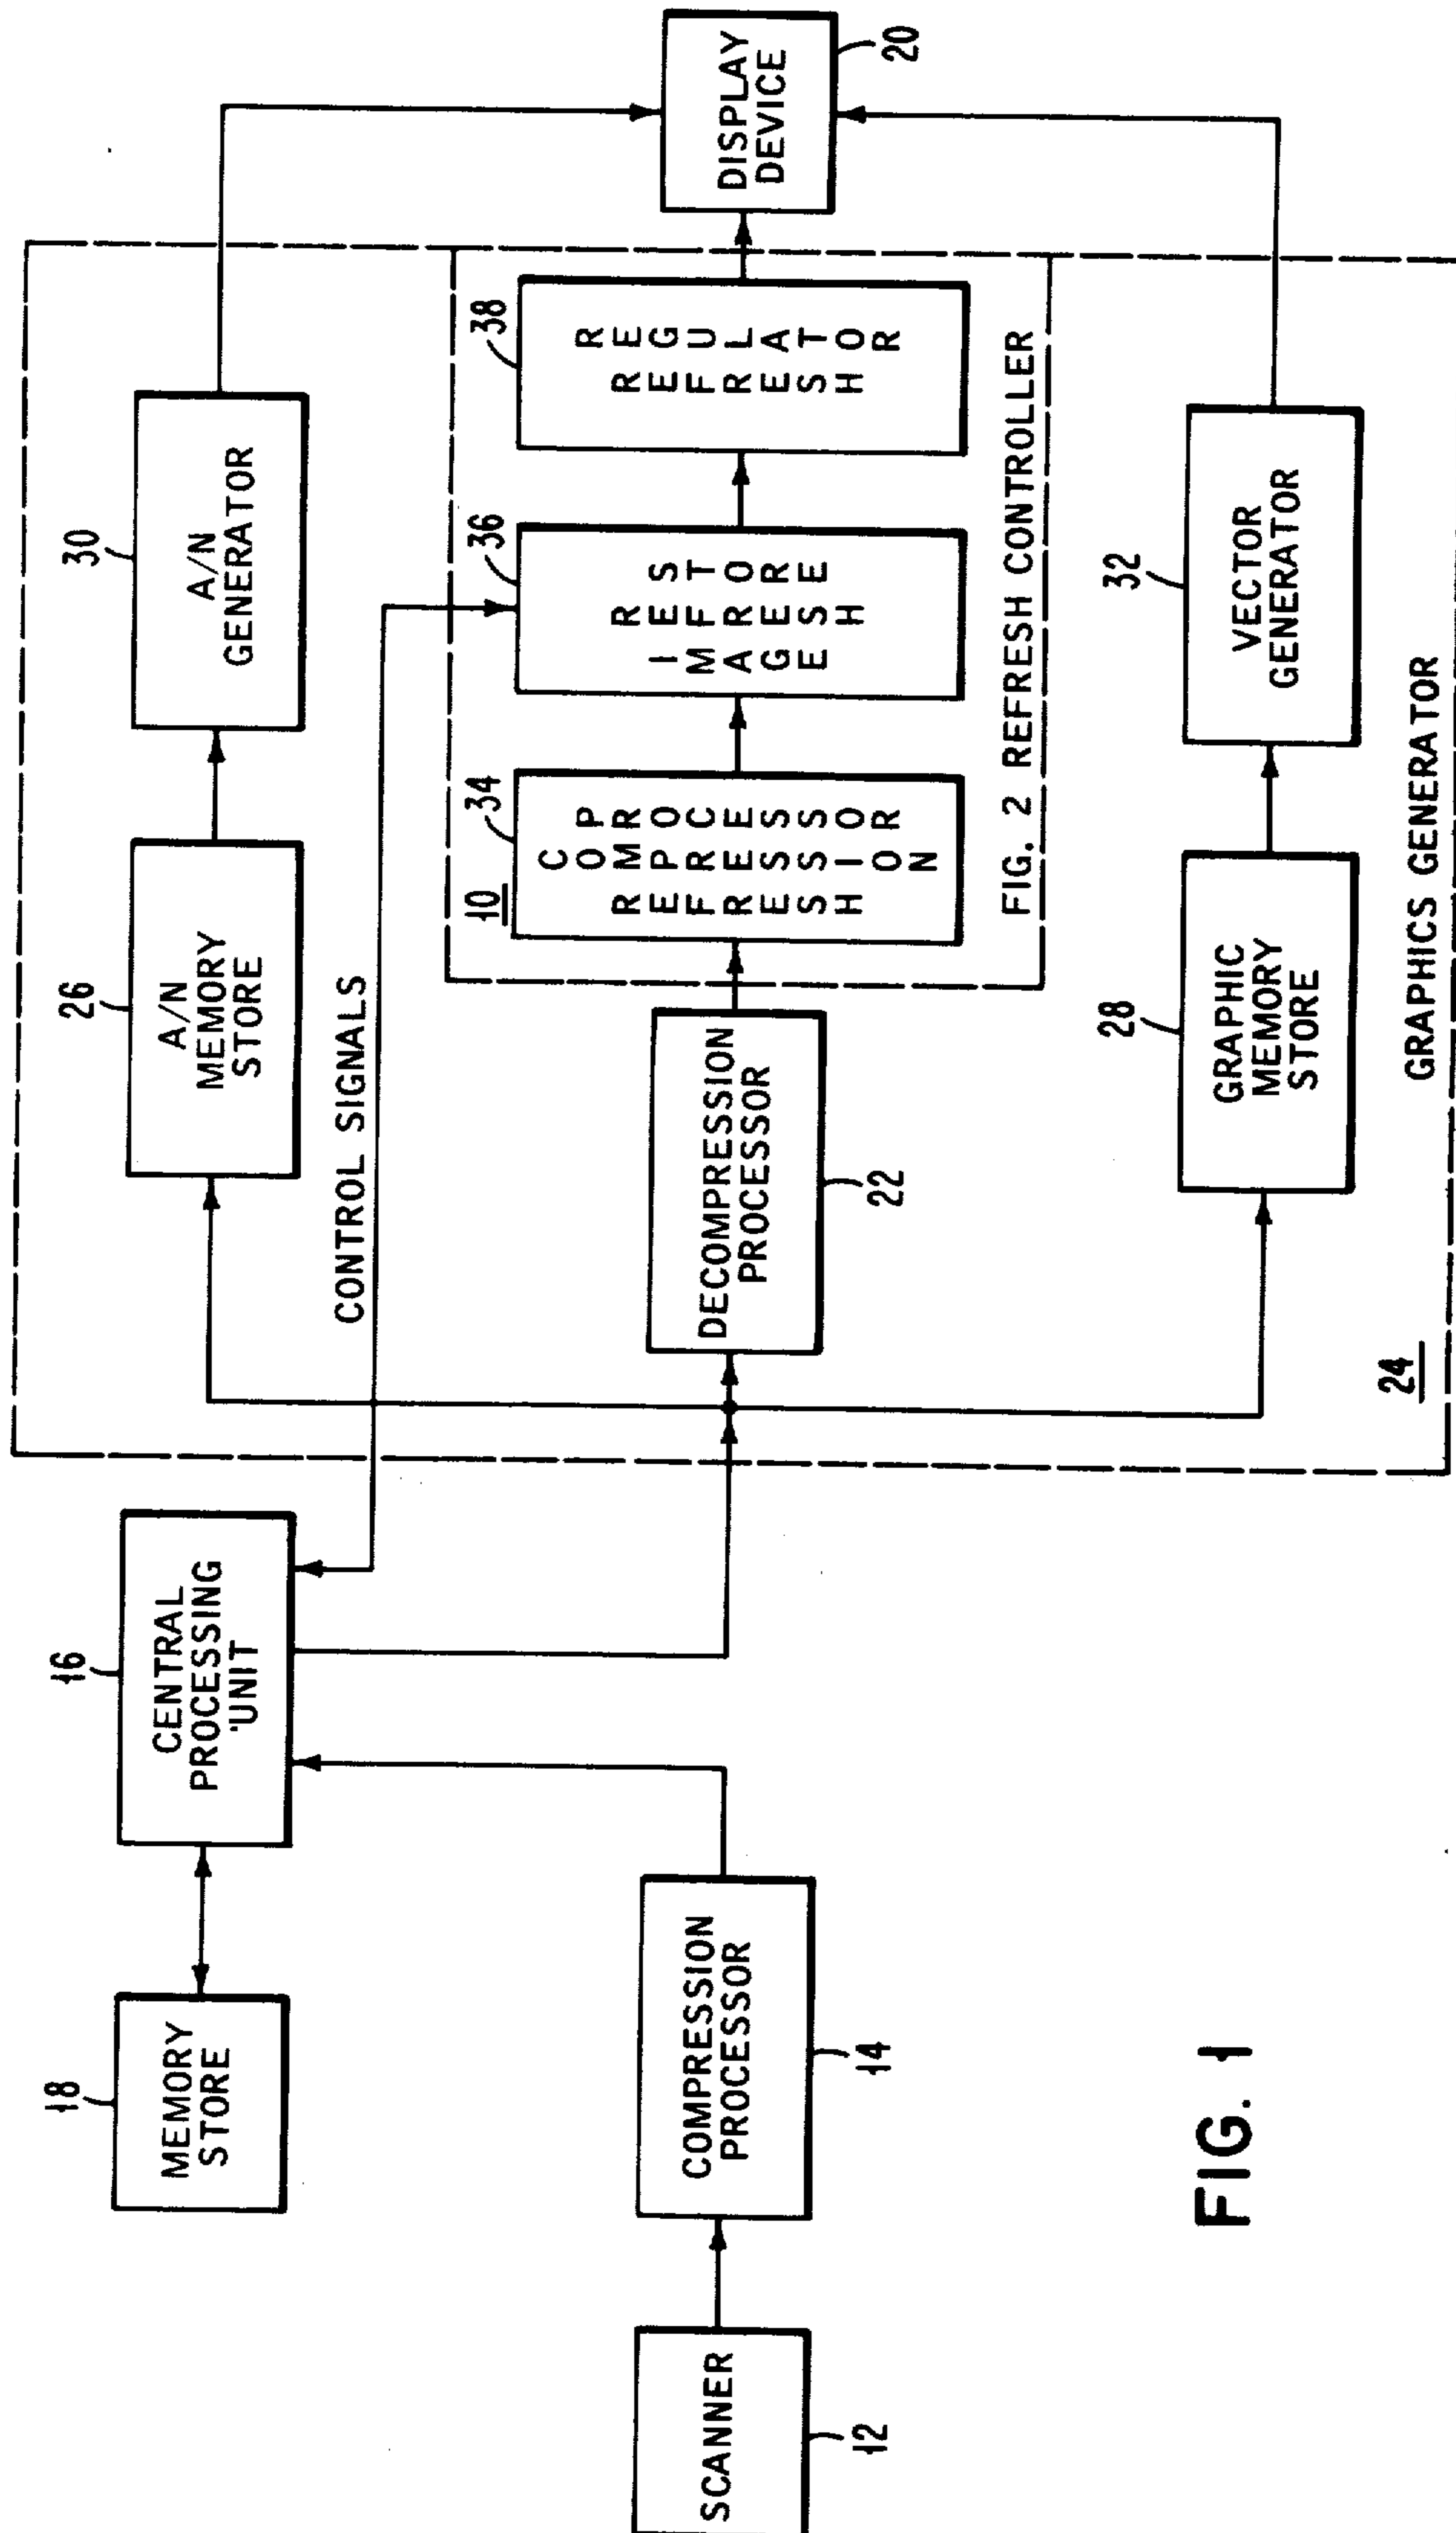 18
MEMORY
STORE
16
CENTRAL
PROCESSING
UNIT
26
A/N
MEMORY
STORE
30
A/N
GENERATOR
CONTROL SIGNALS
SCANNER
12
COMPRESSION
PROCESSOR
14
DECOMPRESSION
PROCESSOR
22
10
34
REFRESH
COMPRESSION
PROCESSOR
36
IMAGE
REFRESH
STORE
38
REFRESH
REGULATOR
DISPLAY
DEVICE
20
FIG. 2 REFRESH CONTROLLER
28
GRAPHIC
MEMORY
STORE
32
VECTOR
GENERATOR
24
GRAPHICS GENERATOR
FIG. 1